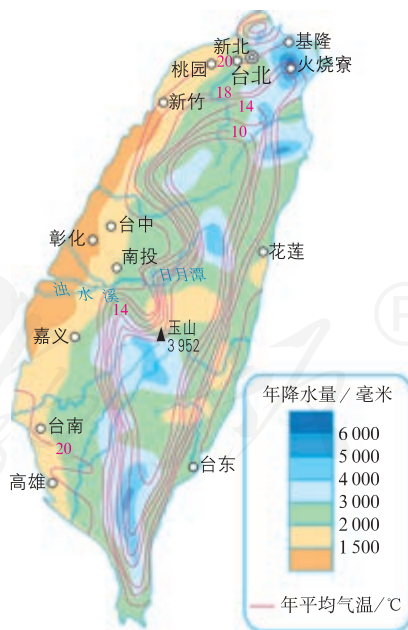 基隆
新北
台北
火烧寮
桃园
20
18
14
10
新竹
台中
彰化
南投
花莲
日月潭
浊水溪
14
玉山
3 952
嘉义
台南
20
高雄
台东
年降水量/毫米
6 000
5 000
4 000
3 000
2 000
1 500
年平均气温/℃